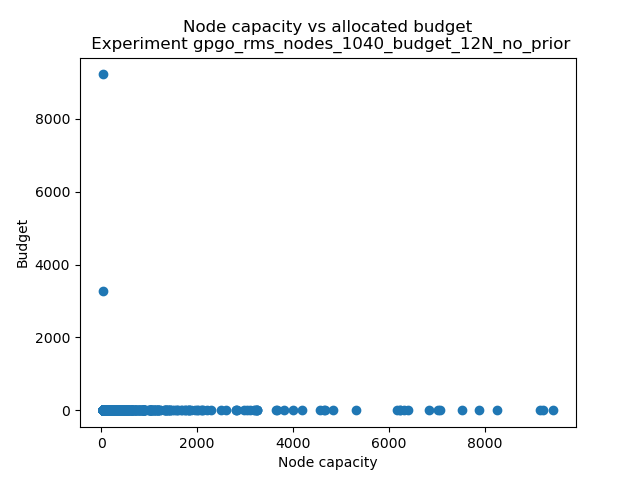 Node capacity vs allocated budget
Experiment gpgo_rms_nodes_1040_budget_12N_no_prior
8000
6000
4000
2000
0
Budget
0 2000 4000 6000 8000
Node capacity